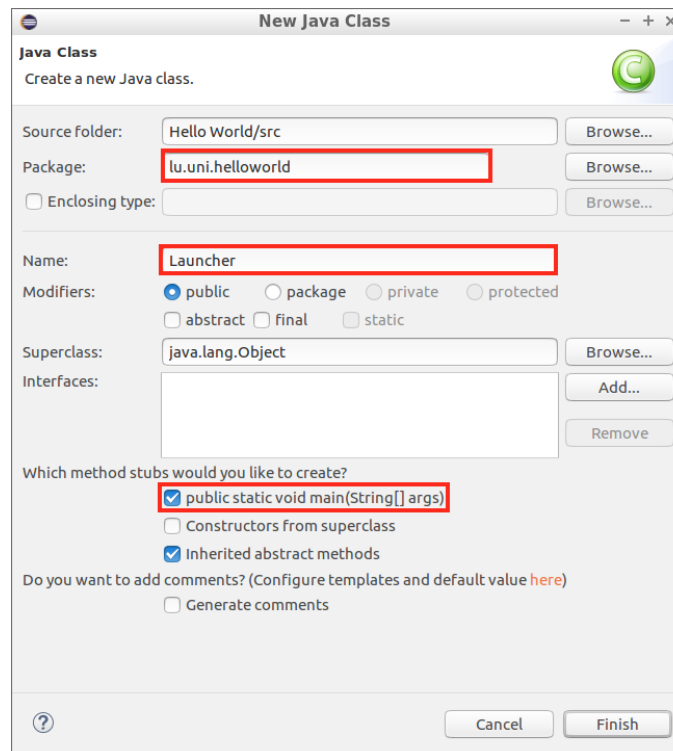 New Java Class
Java Class
Create a new Java class.
Source folder: Hello World/src Browse...
Package: lu.uni.helloworld Browse...
Enclosing type: Browse...
Name: Launcher
Modifiers: public package private protected
abstract final static
Superclass: java.lang.Object Browse...
Interfaces: Add...
Remove
Which method stubs would you like to create?
public static void main(String[] args)
Constructors from superclass
Inherited abstract methods
Do you want to add comments? (Configure templates and default value here)
Generate comments
? Cancel Finish